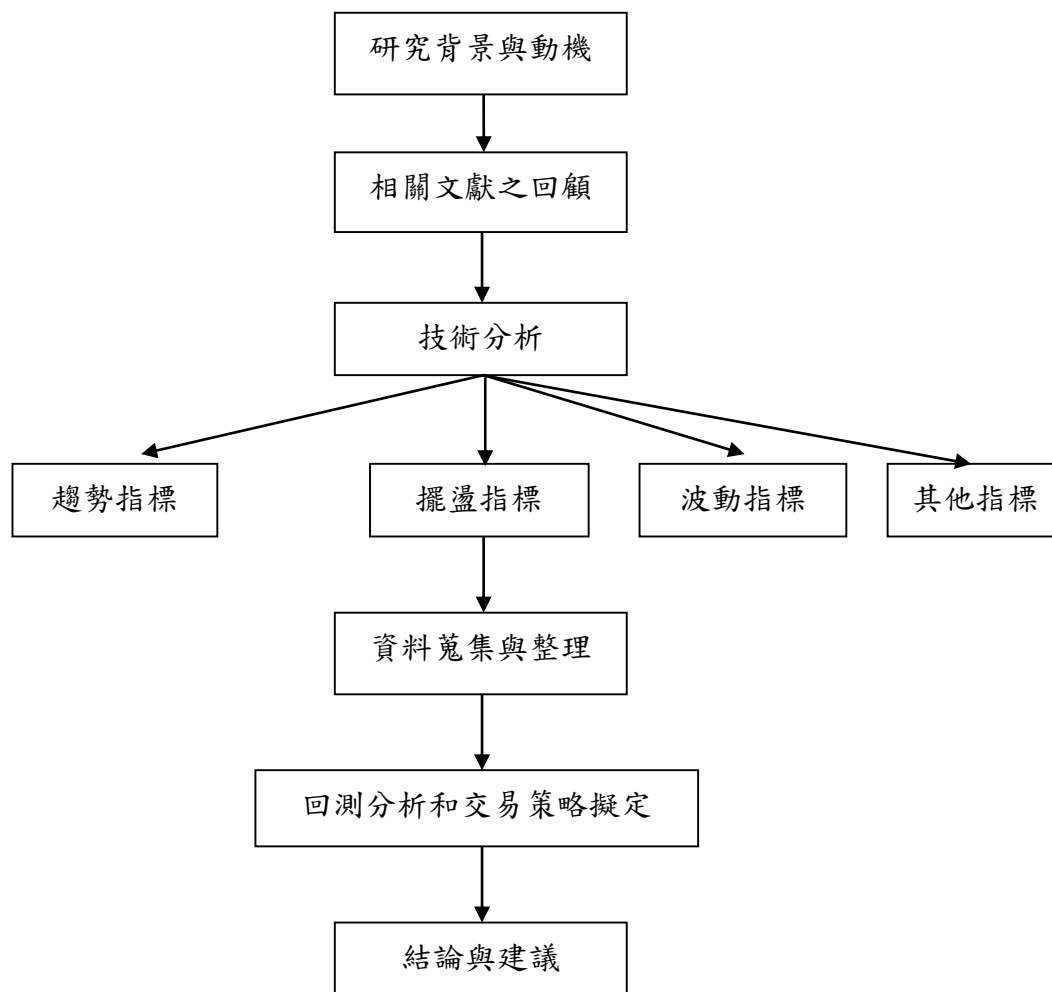 研究背景與動機
相關文獻之回顧
技術分析
趨勢指標
擺盪指標
波動指標
其他指標
資料蒐集與整理
回測分析和交易策略擬定
結論與建議